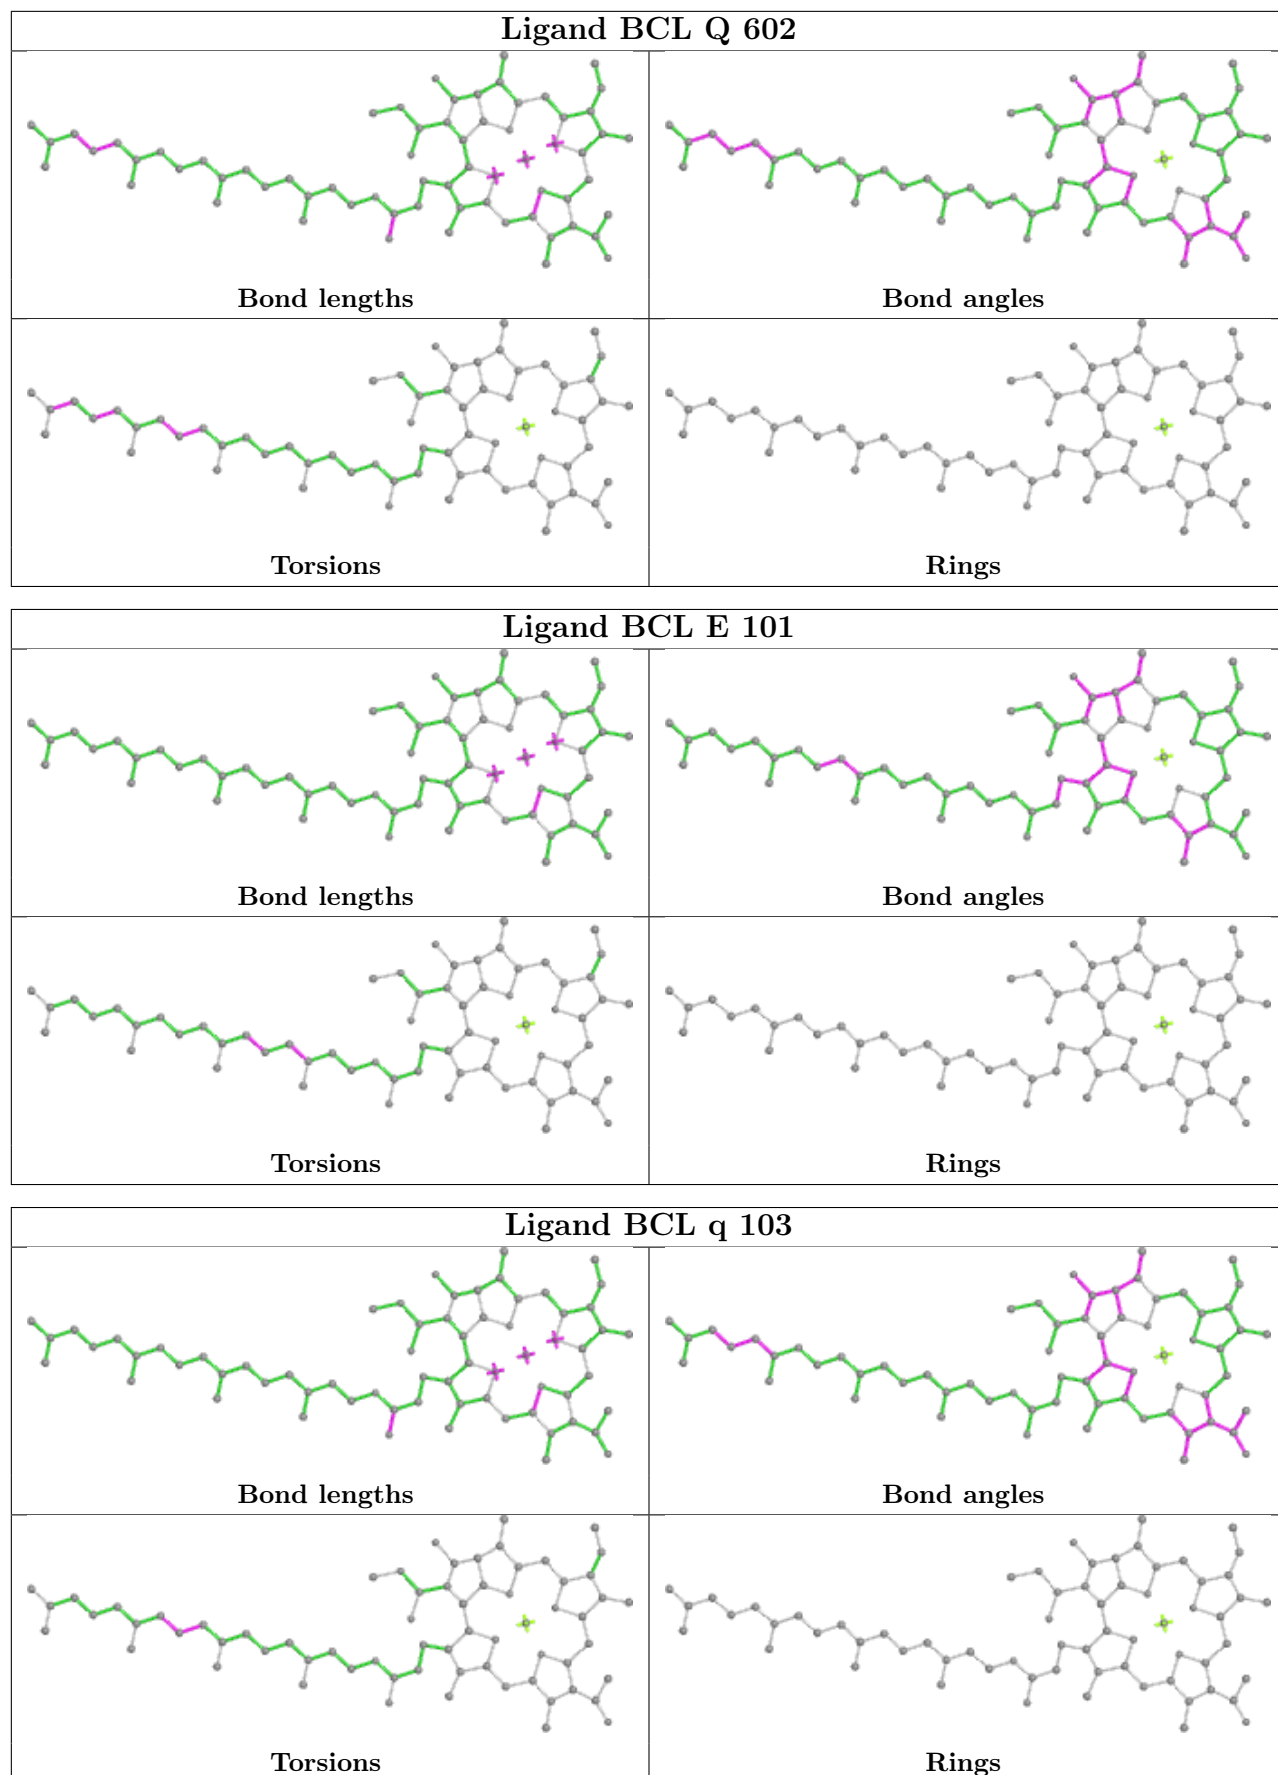 Ligand BCL Q 602
Bond lengths
Bond angles
Torsions
Rings
Ligand BCL E 101
Bond lengths
Bond angles
Torsions
Rings
Ligand BCL q 103
Bond lengths
Bond angles
Torsions
Rings